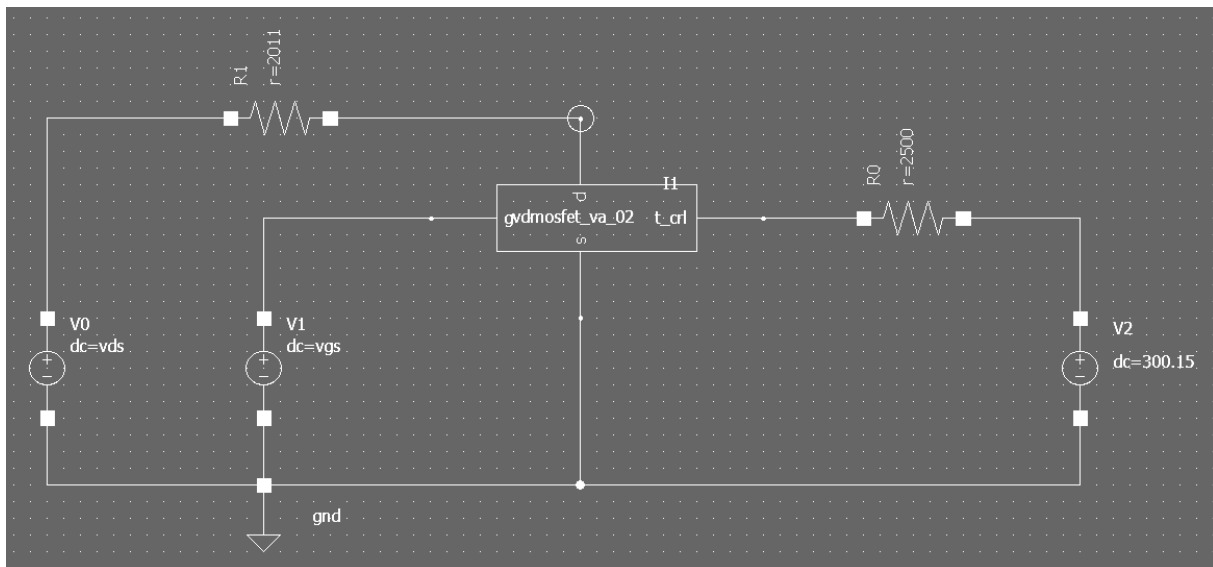 R1
r=2011
R0
r=2500
I1
d
gvdmosfet_va_02
t_crl
s
V0
dc=vds
V1
dc=vgs
V2
dc=300.15
gnd